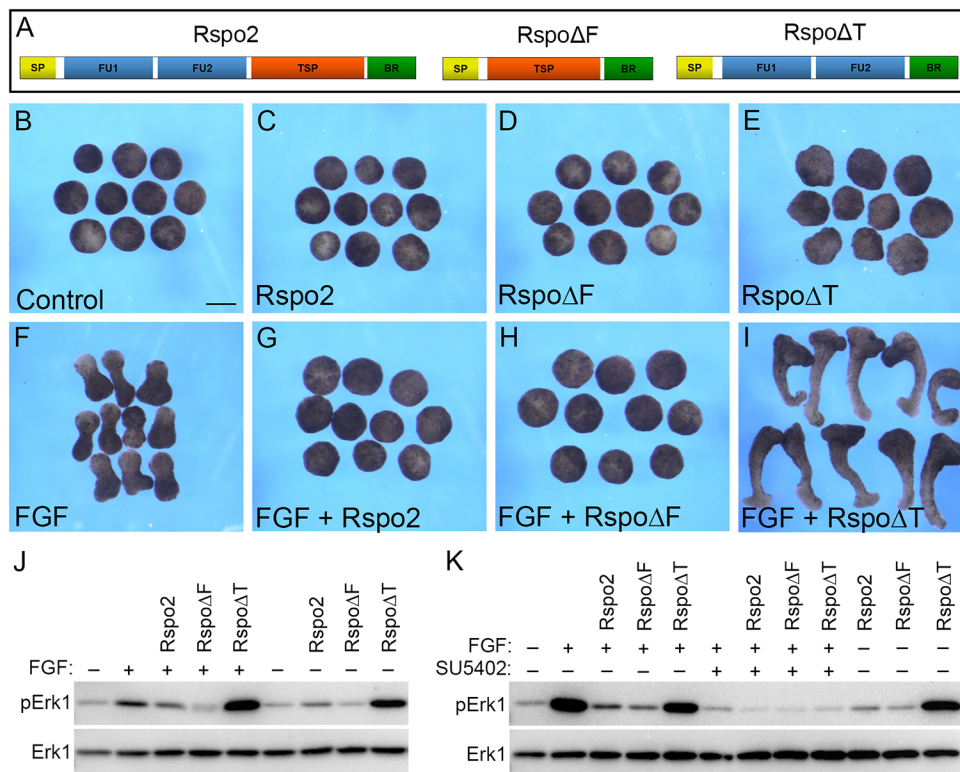 A
Rspo2
RspoΔF
RspoΔT
SP FU1 FU2 TSP BR
SP TSP BR
SP FU1 FU2 BR
B
Control
C
Rspo2
D
RspoΔF
E
RspoΔT
F
FGF
G
FGF + Rspo2
H
FGF + RspoΔF
I
FGF + RspoΔT
J
Rspo2 RspoΔF RspoΔT Rspo2 RspoΔF RspoΔT
FGF: – + + + + – – – –
pErk1
Erk1
K
Rspo2 RspoΔF RspoΔT Rspo2 RspoΔF RspoΔT Rspo2 RspoΔF RspoΔT
FGF: – + + + + + + + + – – –
SU5402: – – – – – + + + + – – –
pErk1
Erk1